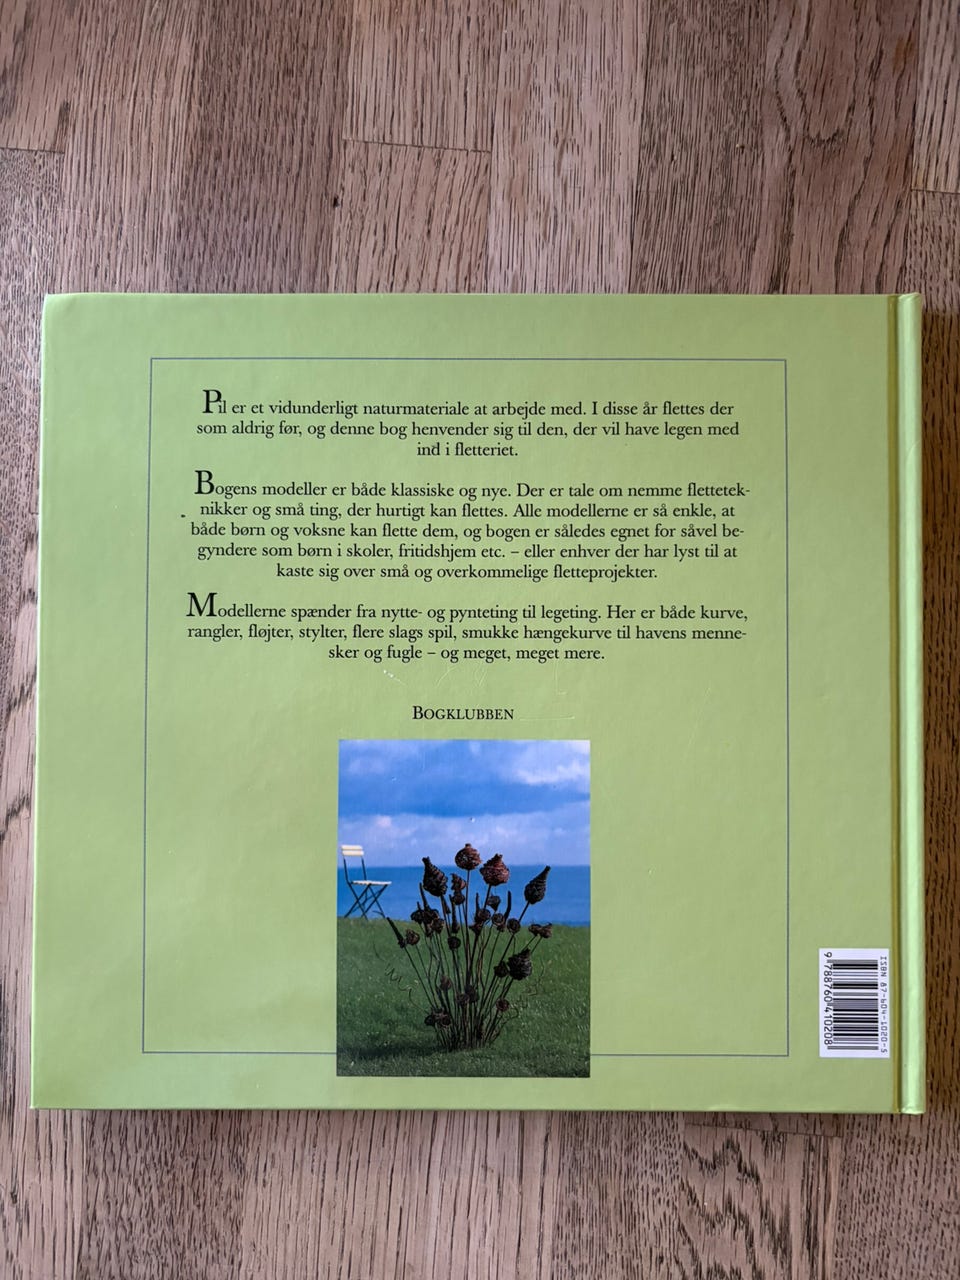 Pil er et vidunderligt naturmateriale at arbejde med. I disse år flettes der
som aldrig før, og denne bog henvender sig til den, der vil have legen med
ind i fletteriet.
Bogens modeller er både klassiske og nye. Der er tale om nemme flettetek-
nikker og små ting, der hurtigt kan flettes. Alle modellerne er så enkle, at
både børn og voksne kan flette dem, og bogen er således egnet for såvel be-
gyndere som børn i skoler, fritidshjem etc. – eller enhver der har lyst til at
kaste sig over små og overkommelige fletteprojekter.
Modellerne spænder fra nytte- og pynteting til legeting. Her er både kurve,
rangler, fløjter, stylter, flere slags spil, smukke hængekurve til havens menne-
sker og fugle – og meget, meget mere.
BOGKLUBBEN
ISBN 87-604-1020-5
9 788760 410208